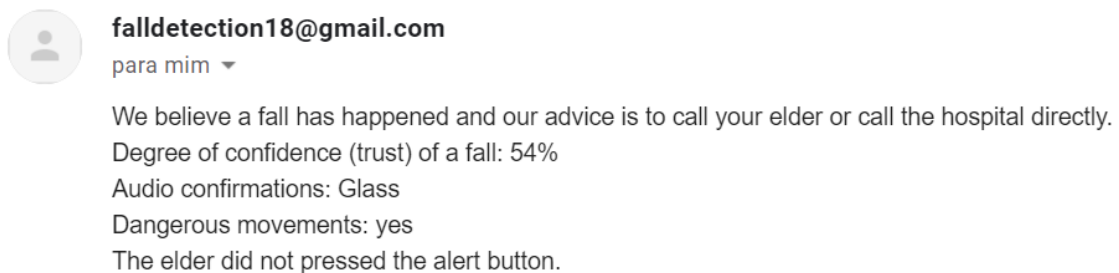 falldetection18@gmail.com
para mim
We believe a fall has happened and our advice is to call your elder or call the hospital directly.
Degree of confidence (trust) of a fall: 54%
Audio confirmations: Glass
Dangerous movements: yes
The elder did not pressed the alert button.